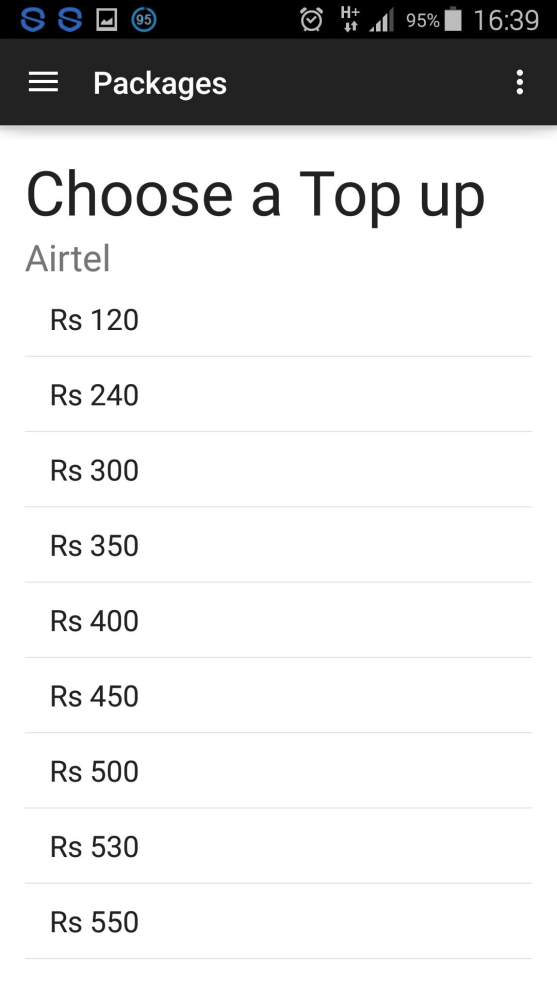 95 H+ 95% 16:39
Packages
Choose a Top up
Airtel
Rs 120
Rs 240
Rs 300
Rs 350
Rs 400
Rs 450
Rs 500
Rs 530
Rs 550